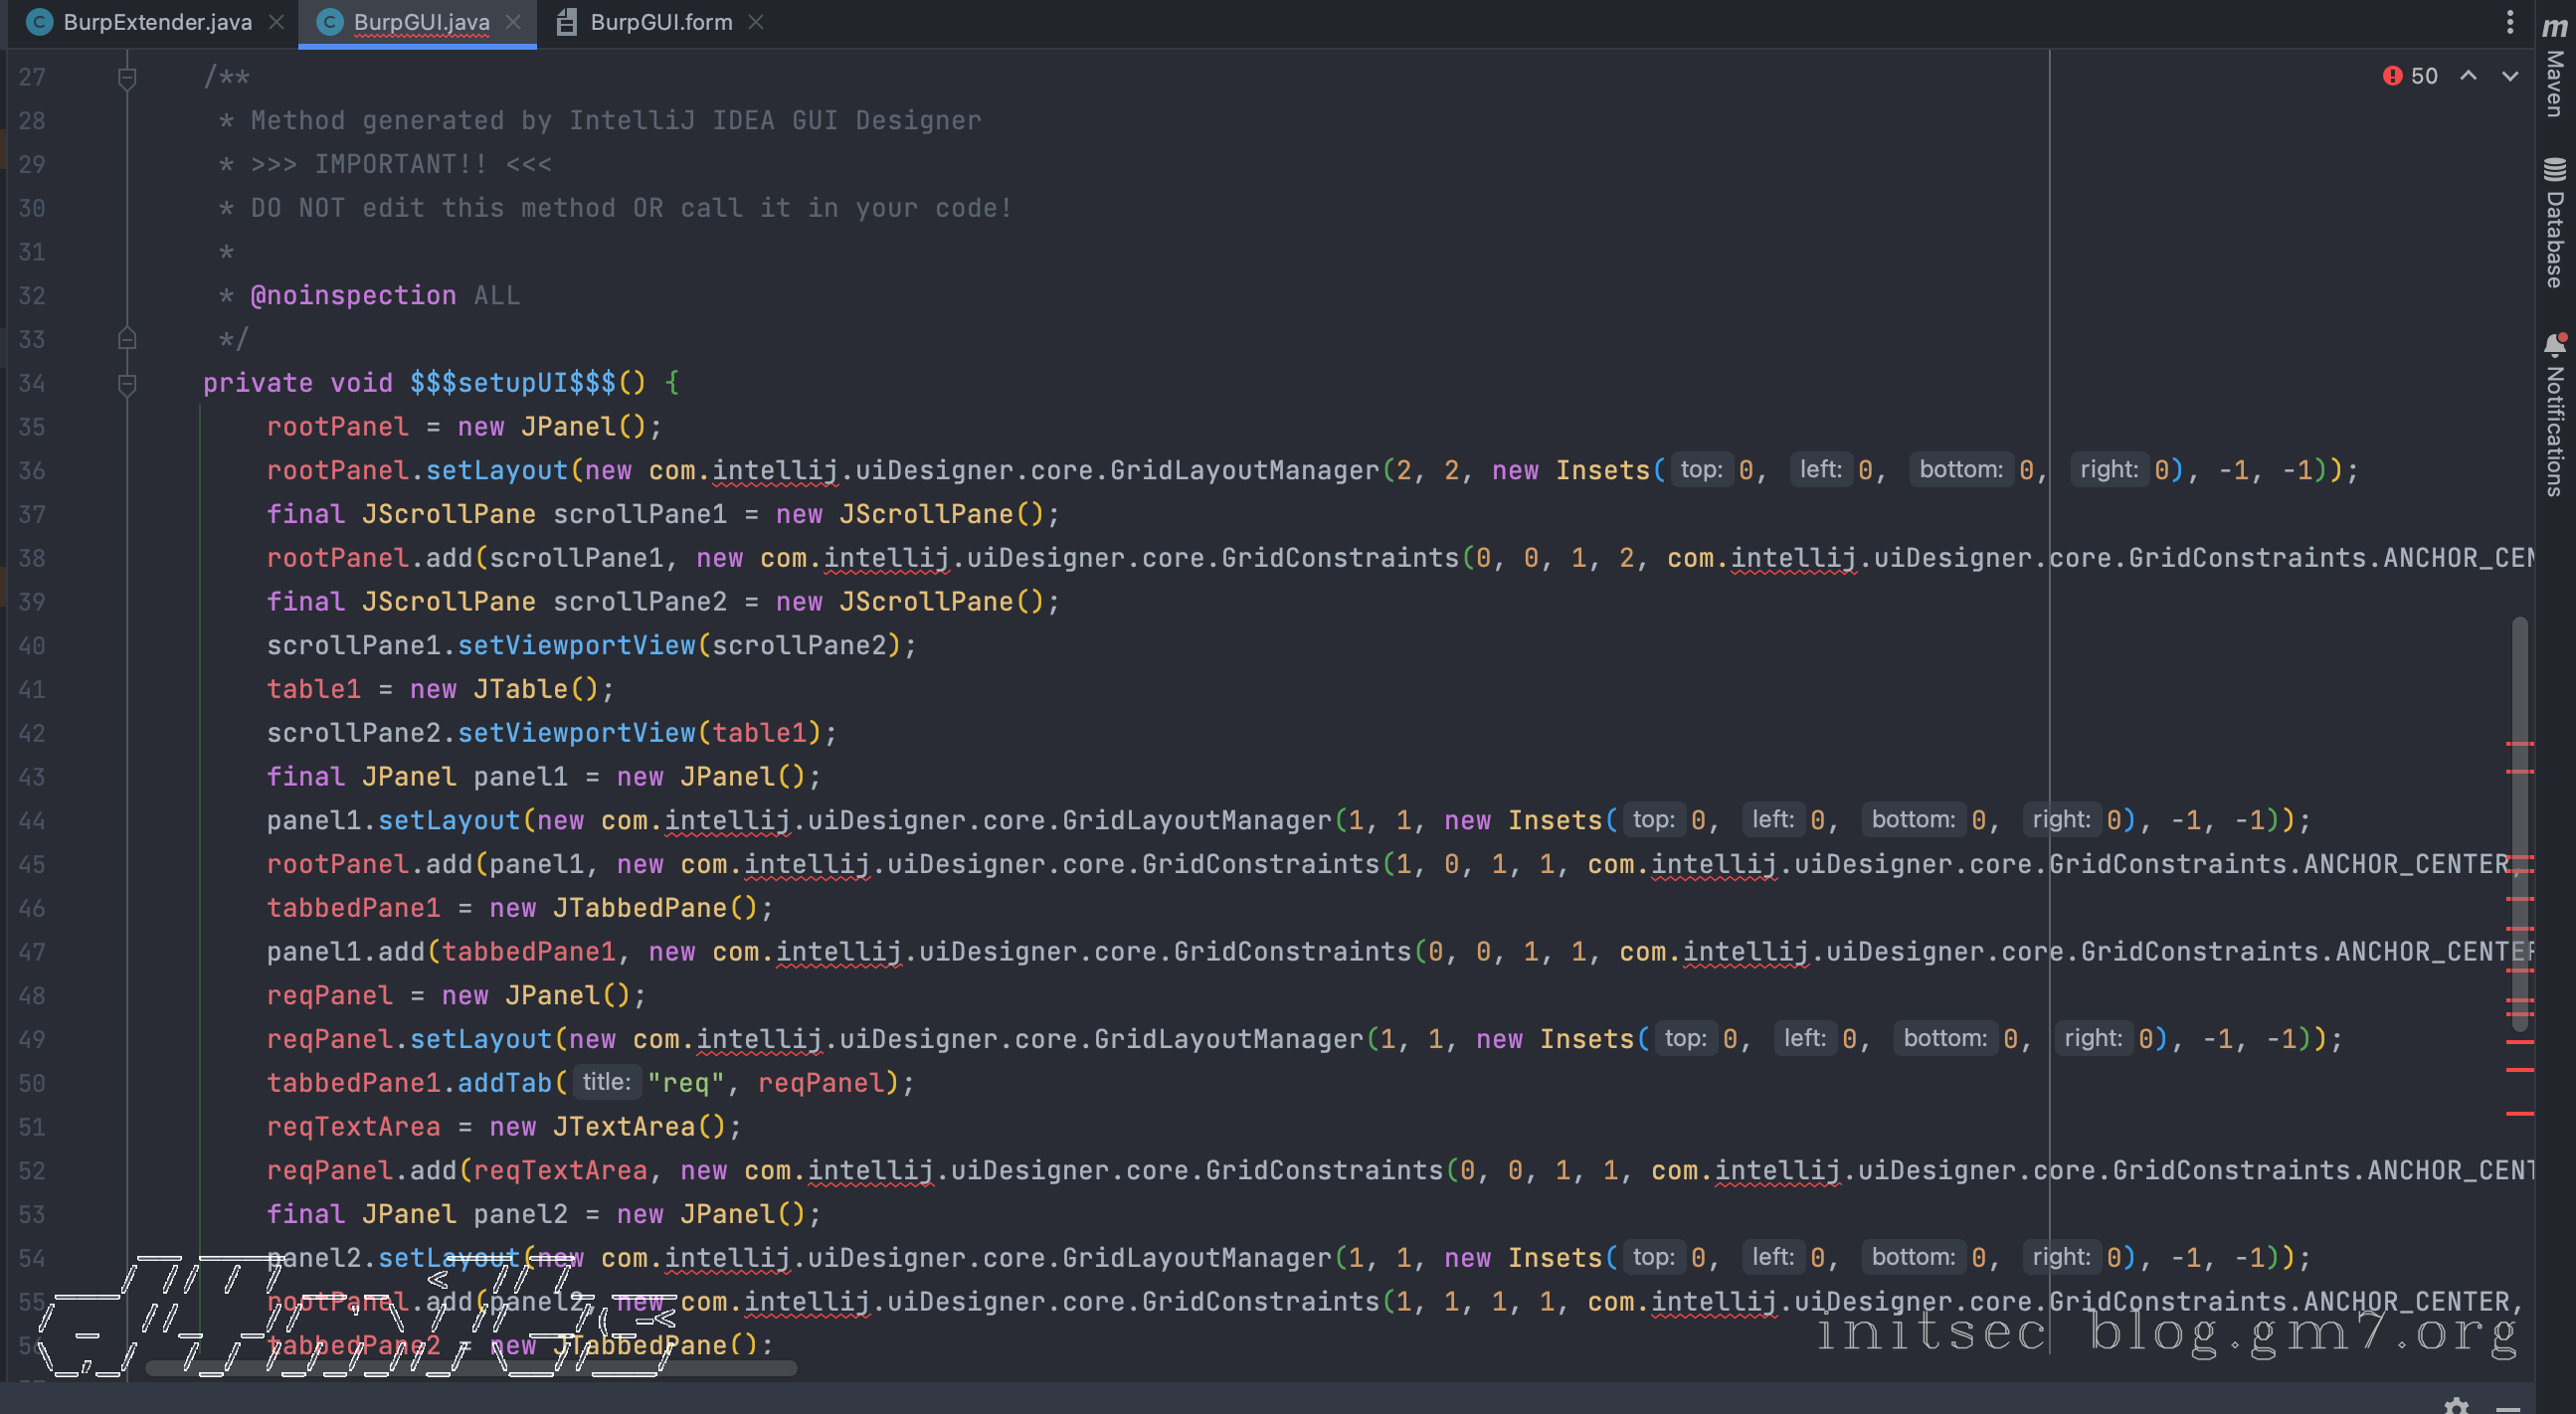 BurpExtender.java
BurpGUI.java
BurpGUI.form
50
27 /**
28 * Method generated by IntelliJ IDEA GUI Designer
29 * >>> IMPORTANT!! <<<
30 * DO NOT edit this method OR call it in your code!
31 *
32 * @noinspection ALL
33 */
34 private void $$$setupUI$$$() {
35 rootPanel = new JPanel();
36 rootPanel.setLayout(new com.intellij.uiDesigner.core.GridLayoutManager(2, 2, new Insets( top: 0, left: 0, bottom: 0, right: 0), -1, -1));
37 final JScrollPane scrollPane1 = new JScrollPane();
38 rootPanel.add(scrollPane1, new com.intellij.uiDesigner.core.GridConstraints(0, 0, 1, 2, com.intellij.uiDesigner.core.GridConstraints.ANCHOR_CEN
39 final JScrollPane scrollPane2 = new JScrollPane();
40 scrollPane1.setViewportView(scrollPane2);
41 table1 = new JTable();
42 scrollPane2.setViewportView(table1);
43 final JPanel panel1 = new JPanel();
44 panel1.setLayout(new com.intellij.uiDesigner.core.GridLayoutManager(1, 1, new Insets( top: 0, left: 0, bottom: 0, right: 0), -1, -1));
45 rootPanel.add(panel1, new com.intellij.uiDesigner.core.GridConstraints(1, 0, 1, 1, com.intellij.uiDesigner.core.GridConstraints.ANCHOR_CENTER,
46 tabbedPane1 = new JTabbedPane();
47 panel1.add(tabbedPane1, new com.intellij.uiDesigner.core.GridConstraints(0, 0, 1, 1, com.intellij.uiDesigner.core.GridConstraints.ANCHOR_CENTER
48 reqPanel = new JPanel();
49 reqPanel.setLayout(new com.intellij.uiDesigner.core.GridLayoutManager(1, 1, new Insets( top: 0, left: 0, bottom: 0, right: 0), -1, -1));
50 tabbedPane1.addTab( title: "req", reqPanel);
51 reqTextArea = new JTextArea();
52 reqPanel.add(reqTextArea, new com.intellij.uiDesigner.core.GridConstraints(0, 0, 1, 1, com.intellij.uiDesigner.core.GridConstraints.ANCHOR_CENT
53 final JPanel panel2 = new JPanel();
54 panel2.setLayout(new com.intellij.uiDesigner.core.GridLayoutManager(1, 1, new Insets( top: 0, left: 0, bottom: 0, right: 0), -1, -1));
55 rootPanel.add(panel2, new com.intellij.uiDesigner.core.GridConstraints(1, 1, 1, 1, com.intellij.uiDesigner.core.GridConstraints.ANCHOR_CENTER,
56 tabbedPane2 = new JTabbedPane();
initsec blog.gm7.org
Maven
Database
Notifications